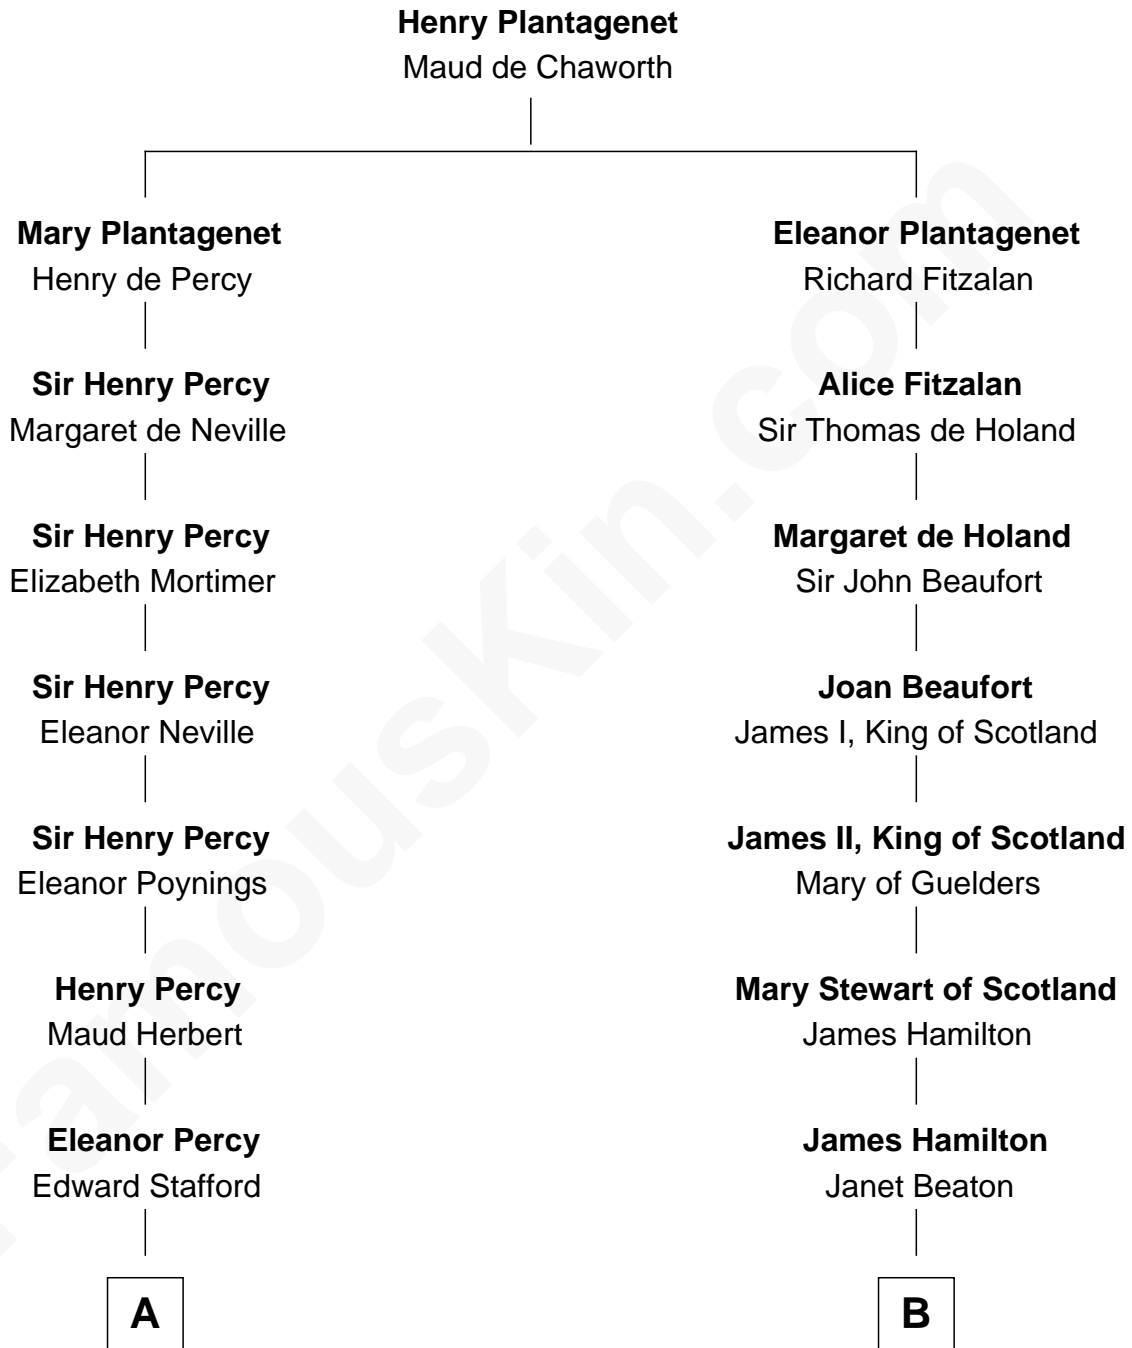 Henry Plantagenet
Maud de Chaworth
Mary Plantagenet
Henry de Percy
Eleanor Plantagenet
Richard Fitzalan
Sir Henry Percy
Margaret de Neville
Alice Fitzalan
Sir Thomas de Holand
Sir Henry Percy
Elizabeth Mortimer
Margaret de Holand
Sir John Beaufort
Sir Henry Percy
Eleanor Neville
Joan Beaufort
James I, King of Scotland
Sir Henry Percy
Eleanor Poynings
James II, King of Scotland
Mary of Guelders
Henry Percy
Maud Herbert
Mary Stewart of Scotland
James Hamilton
Eleanor Percy
Edward Stafford
James Hamilton
Janet Beaton
A
B
FamousKin.com